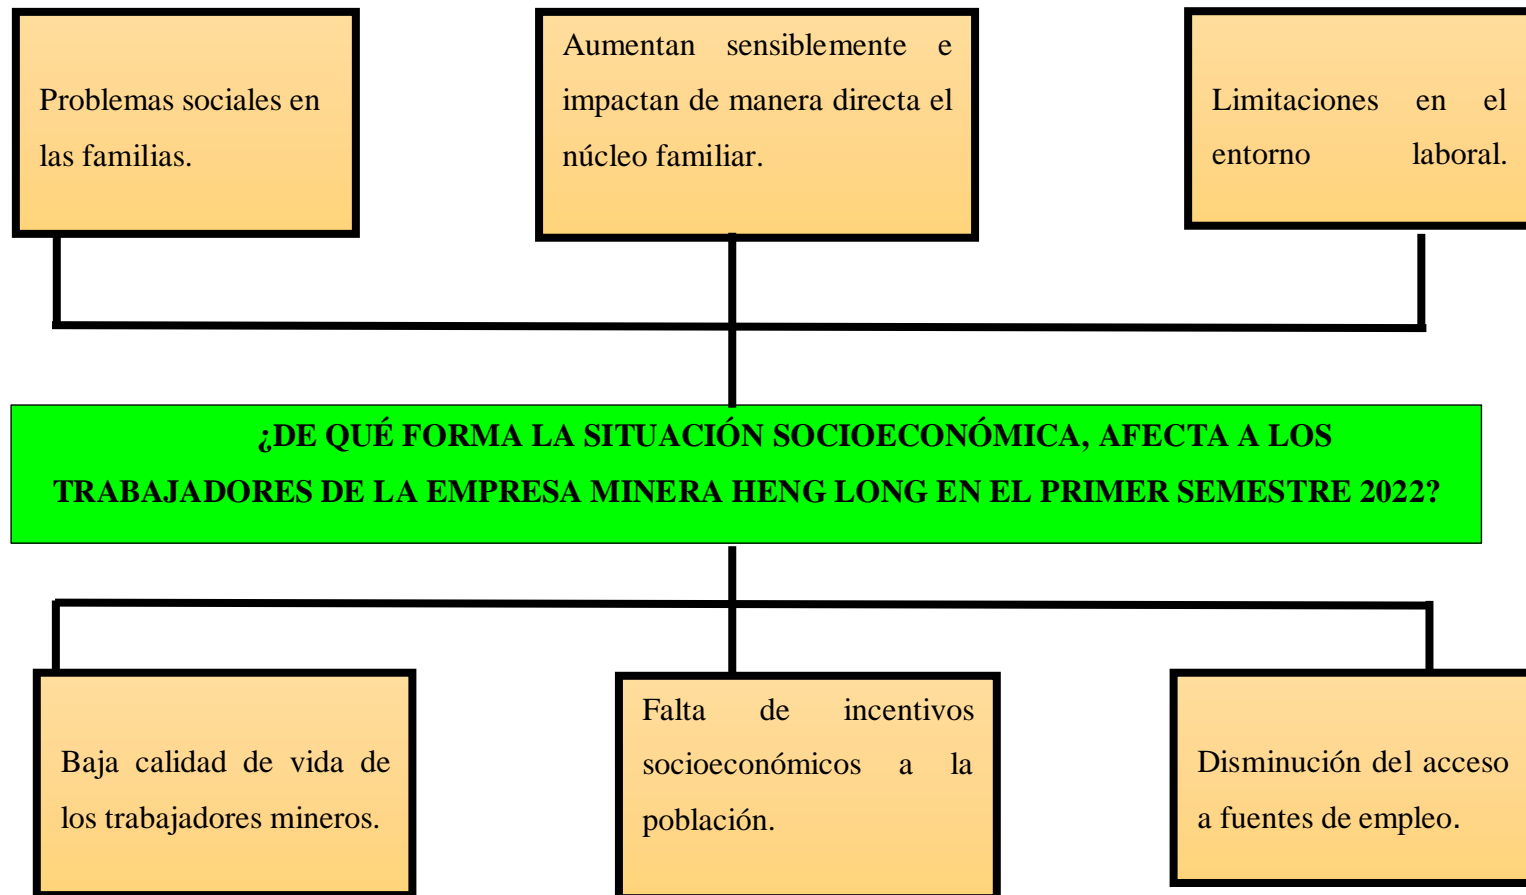 Problemas sociales en
las familias.
Aumentan sensiblemente e
impactan de manera directa el
núcleo familiar.
Limitaciones en el
entorno laboral.
¿DE QUÉ FORMA LA SITUACIÓN SOCIOECONÓMICA, AFECTA A LOS
TRABAJADORES DE LA EMPRESA MINERA HENG LONG EN EL PRIMER SEMESTRE 2022?
Baja calidad de vida de
los trabajadores mineros.
Falta de incentivos
socioeconómicos a la
población.
Disminución del acceso
a fuentes de empleo.